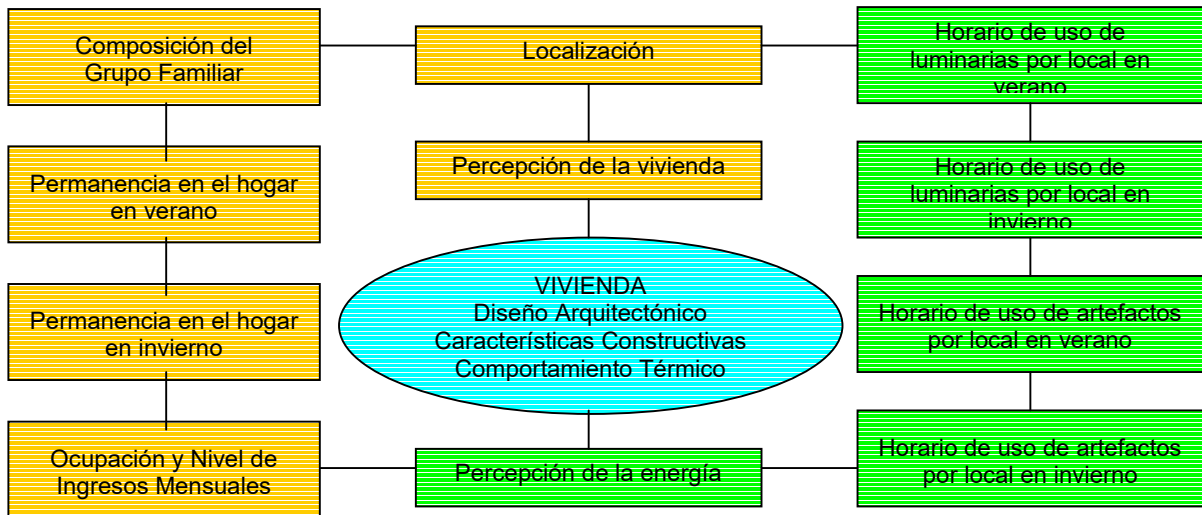 Composición del
Grupo Familiar
Localización
Horario de uso de
luminarias por local en
verano
Permanencia en el hogar
en verano
Percepción de la vivienda
Horario de uso de
luminarias por local en
invierno
Permanencia en el hogar
en invierno
VIVIENDA
Diseño Arquitectónico
Características Constructivas
Comportamiento Térmico
Horario de uso de artefactos
por local en verano
Ocupación y Nivel de
Ingresos Mensuales
Percepción de la energía
Horario de uso de artefactos
por local en invierno